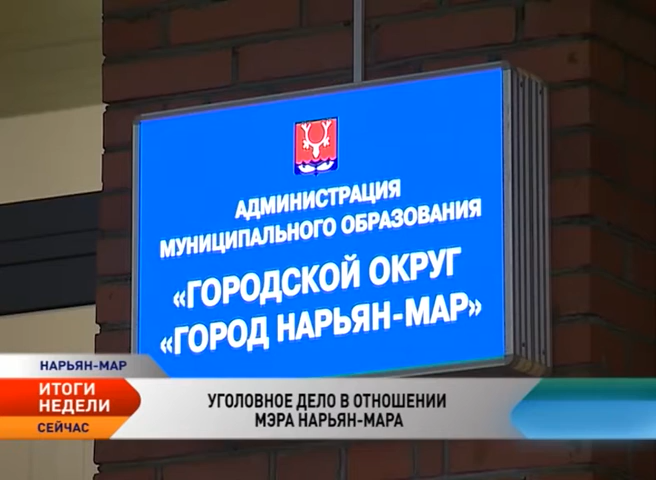 АДМИНИСТРАЦИЯ
МУНИЦИПАЛЬНОГО ОБРАЗОВАНИЯ
«ГОРОДСКОЙ ОКРУГ
«ГОРОД НАРЬЯН-МАР»
НАРЬЯН-МАР
ИТОГИ
НЕДЕЛИ
СЕЙЧАС
УГОЛОВНОЕ ДЕЛО В ОТНОШЕНИИ
МЭРА НАРЬЯН-МАРА